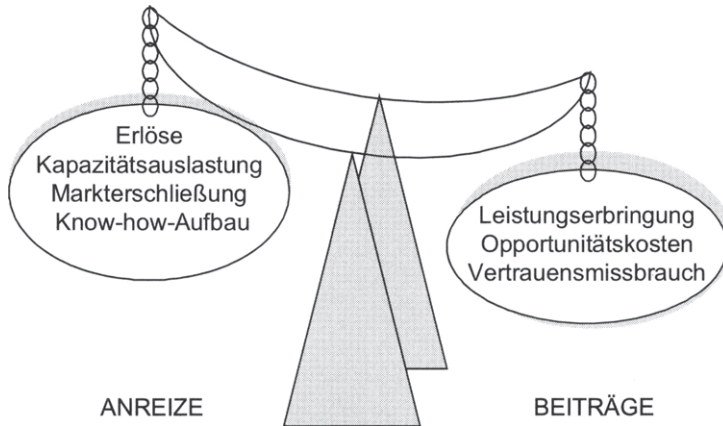 Erlöse
Kapazitätsauslastung
Markterschließung
Know-how-Aufbau
Leistungserbringung
Opportunitätskosten
Vertrauensmissbrauch
ANREIZE
BEITRÄGE